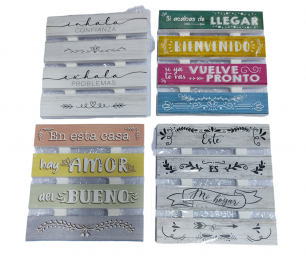 inhala
CONFIANZA
exhala
PROBLEMAS
Si acabas de LLEGAR
¡BIENVENIDO!
si ya te vas VUELVE PRONTO
En esta casa
hay AMOR
del BUENO
Este
ES
Mi hogar